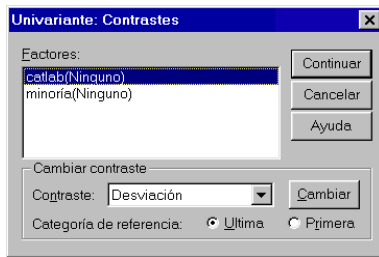 Univariante: Contrastes
Factores:
catlab(Ninguno)
minoría(Ninguno)
Continuar
Cancelar
Ayuda
Cambiar contraste
Contraste: Desviación Cambiar
Categoría de referencia: Ultima Primera